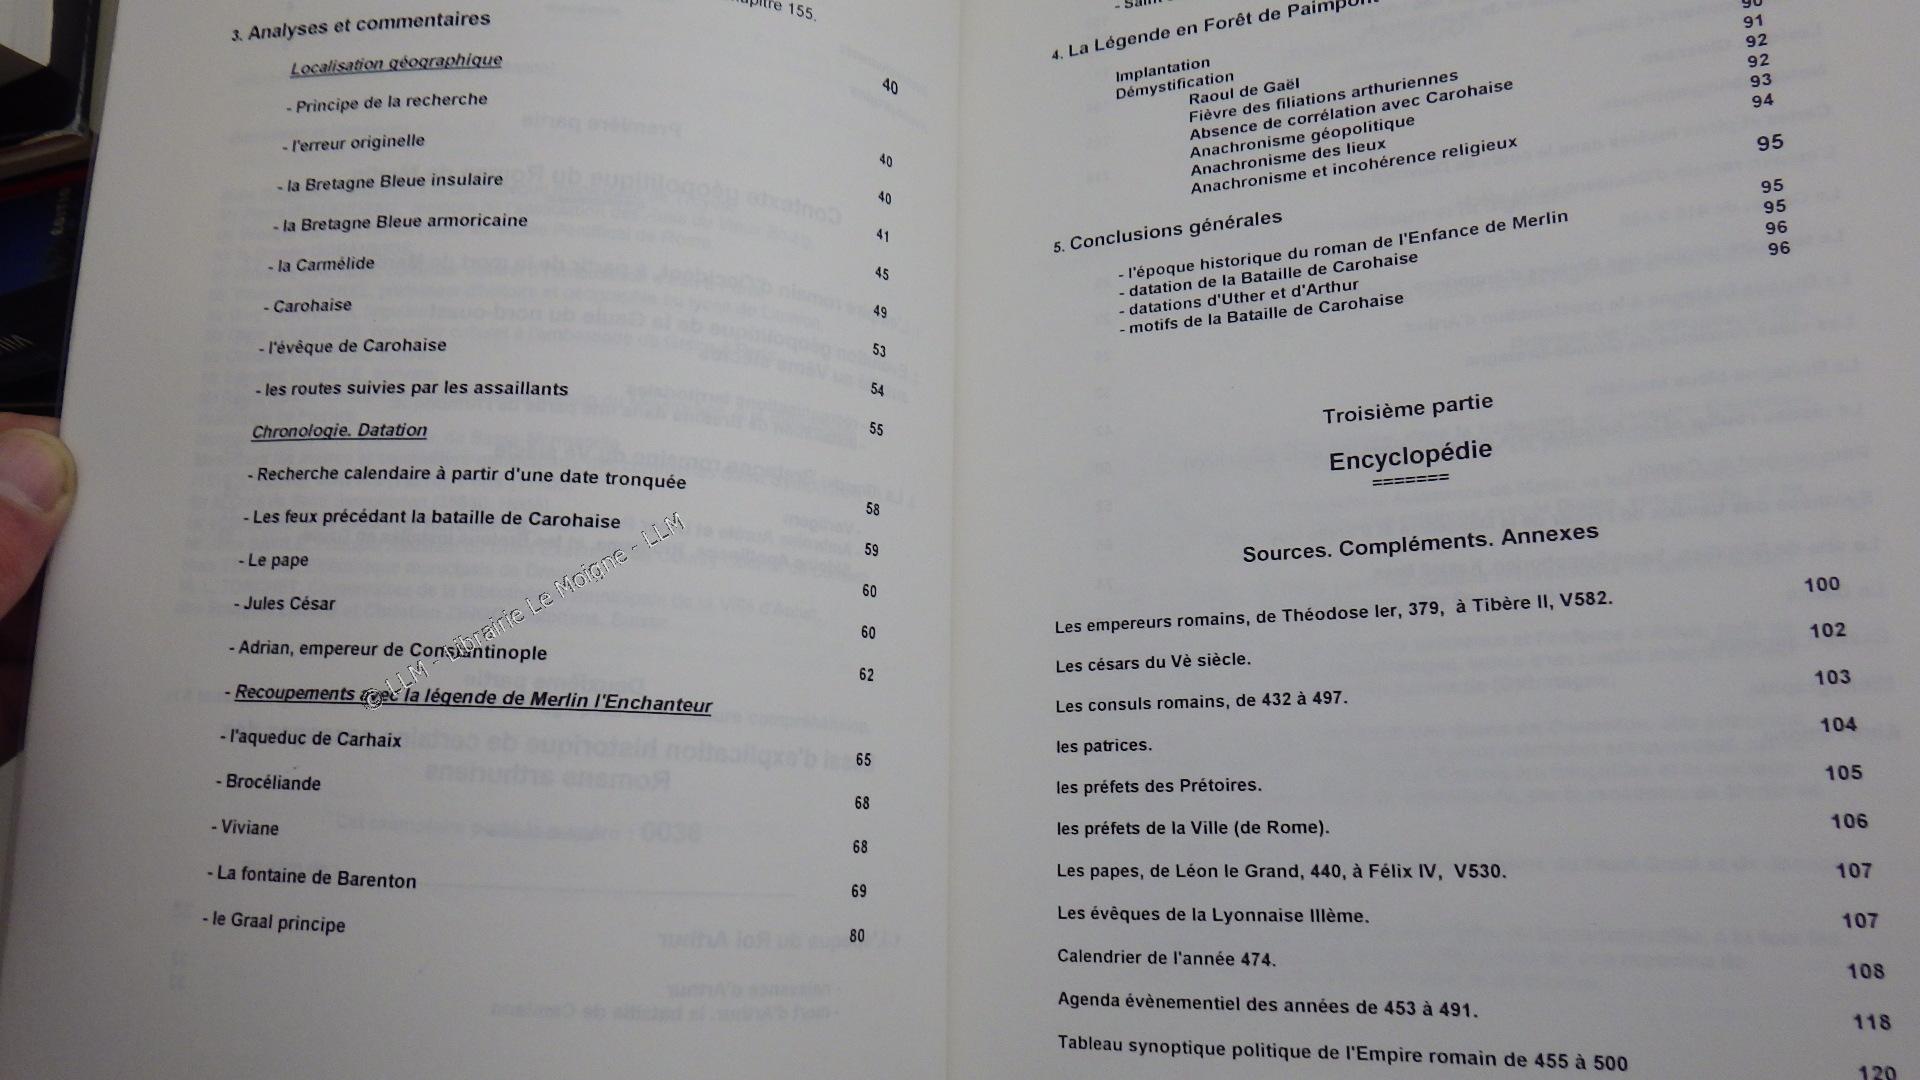 pitre 155.
3. Analyses et commentaires 40
Localisation géographique
- Principe de la recherche 40
- l'erreur originelle 40
- la Bretagne Bleue insulaire 41
- la Bretagne Bleue armoricaine 45
- la Carmélide 49
- Carohaise 53
- l'évêque de Carohaise 54
- les routes suivies par les assaillants 55
Chronologie. Datation
- Recherche calendaire à partir d'une date tronquée 58
- Les feux précédant la bataille de Carohaise 59
- Le pape 60
- Jules César 60
- Adrian, empereur de Constantinople 62
- Recoupements avec la légende de Merlin l'Enchanteur
- l'aqueduc de Carhaix 65
- Brocéliande 68
- Viviane 68
- La fontaine de Barenton 69
- le Graal principe 80
© LLM - Librairie Le Moigne - LLM
4. La Légende en Forêt de Paimpont
Implantation
Démystification
Raoul de Gaël 90
Fièvre des filiations arthuriennes 91
Absence de corrélation avec Carohaise 92
Anachronisme géopolitique 92
Anachronisme des lieux 93
Anachronisme et incohérence religieux 94
5. Conclusions générales 95
- l'époque historique du roman de l'Enfance de Merlin 95
- datation de la Bataille de Carohaise 95
- datations d'Uther et d'Arthur 96
- motifs de la Bataille de Carohaise 96
Troisième partie
Encyclopédie
=======
Sources. Compléments. Annexes
Les empereurs romains, de Théodose Ier, 379, à Tibère II, V582. 100
Les césars du Vè siècle. 102
Les consuls romains, de 432 à 497. 103
les patrices. 104
les préfets des Prétoires. 105
les préfets de la Ville (de Rome). 106
Les papes, de Léon le Grand, 440, à Félix IV, V530. 107
Les évêques de la Lyonnaise IIIème. 107
Calendrier de l'année 474. 108
Agenda évènementiel des années de 453 à 491. 118
Tableau synoptique politique de l'Empire romain de 455 à 500 120